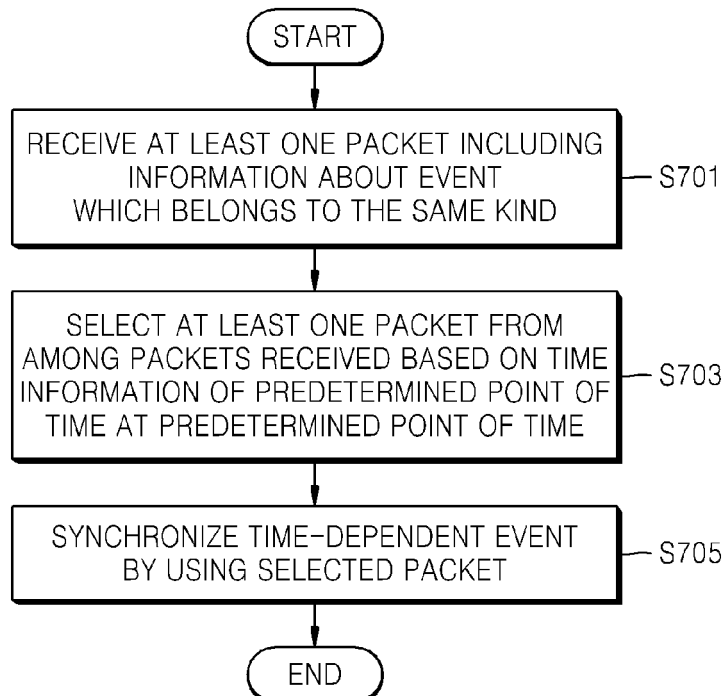 START
RECEIVE AT LEAST ONE PACKET INCLUDING
INFORMATION ABOUT EVENT
WHICH BELONGS TO THE SAME KIND
S701
SELECT AT LEAST ONE PACKET FROM
AMONG PACKETS RECEIVED BASED ON TIME
INFORMATION OF PREDETERMINED POINT OF
TIME AT PREDETERMINED POINT OF TIME
S703
SYNCHRONIZE TIME-DEPENDENT EVENT
BY USING SELECTED PACKET
S705
END